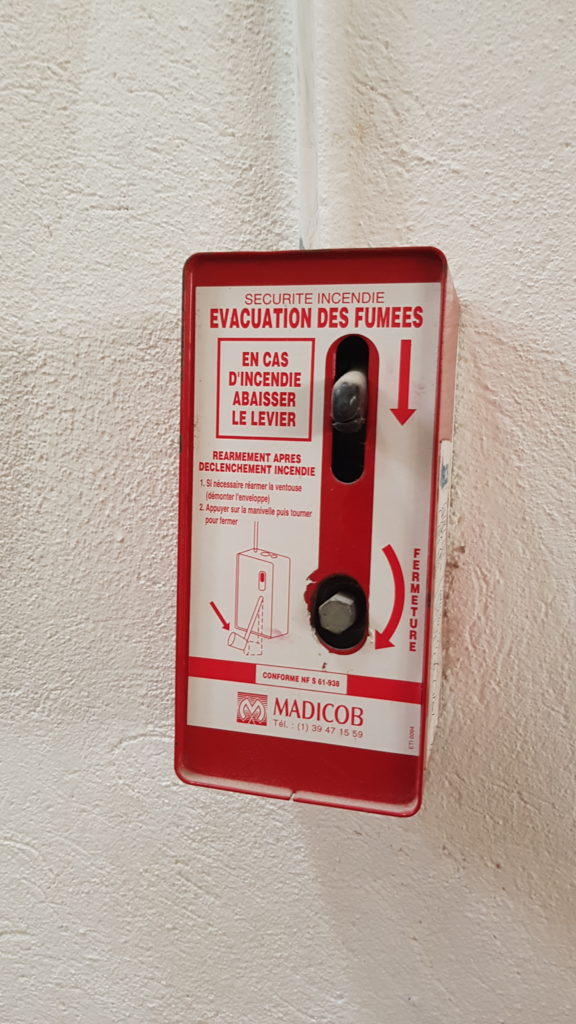 SECURITE INCENDIE
EVACUATION DES FUMEES
EN CAS
D'INCENDIE
ABAISSER
LE LEVIER
REARMEMENT APRES
DECLENCHEMENT INCENDIE
1. Si nécessaire réarmer la ventouse
(démonter l'enveloppe)
2. Appuyer sur la manivelle puis tourner
pour fermer
FERMETURE
CONFORME NF S 61-938
MADICOB
Tél. : (1) 39 47 15 59
ETI 0094